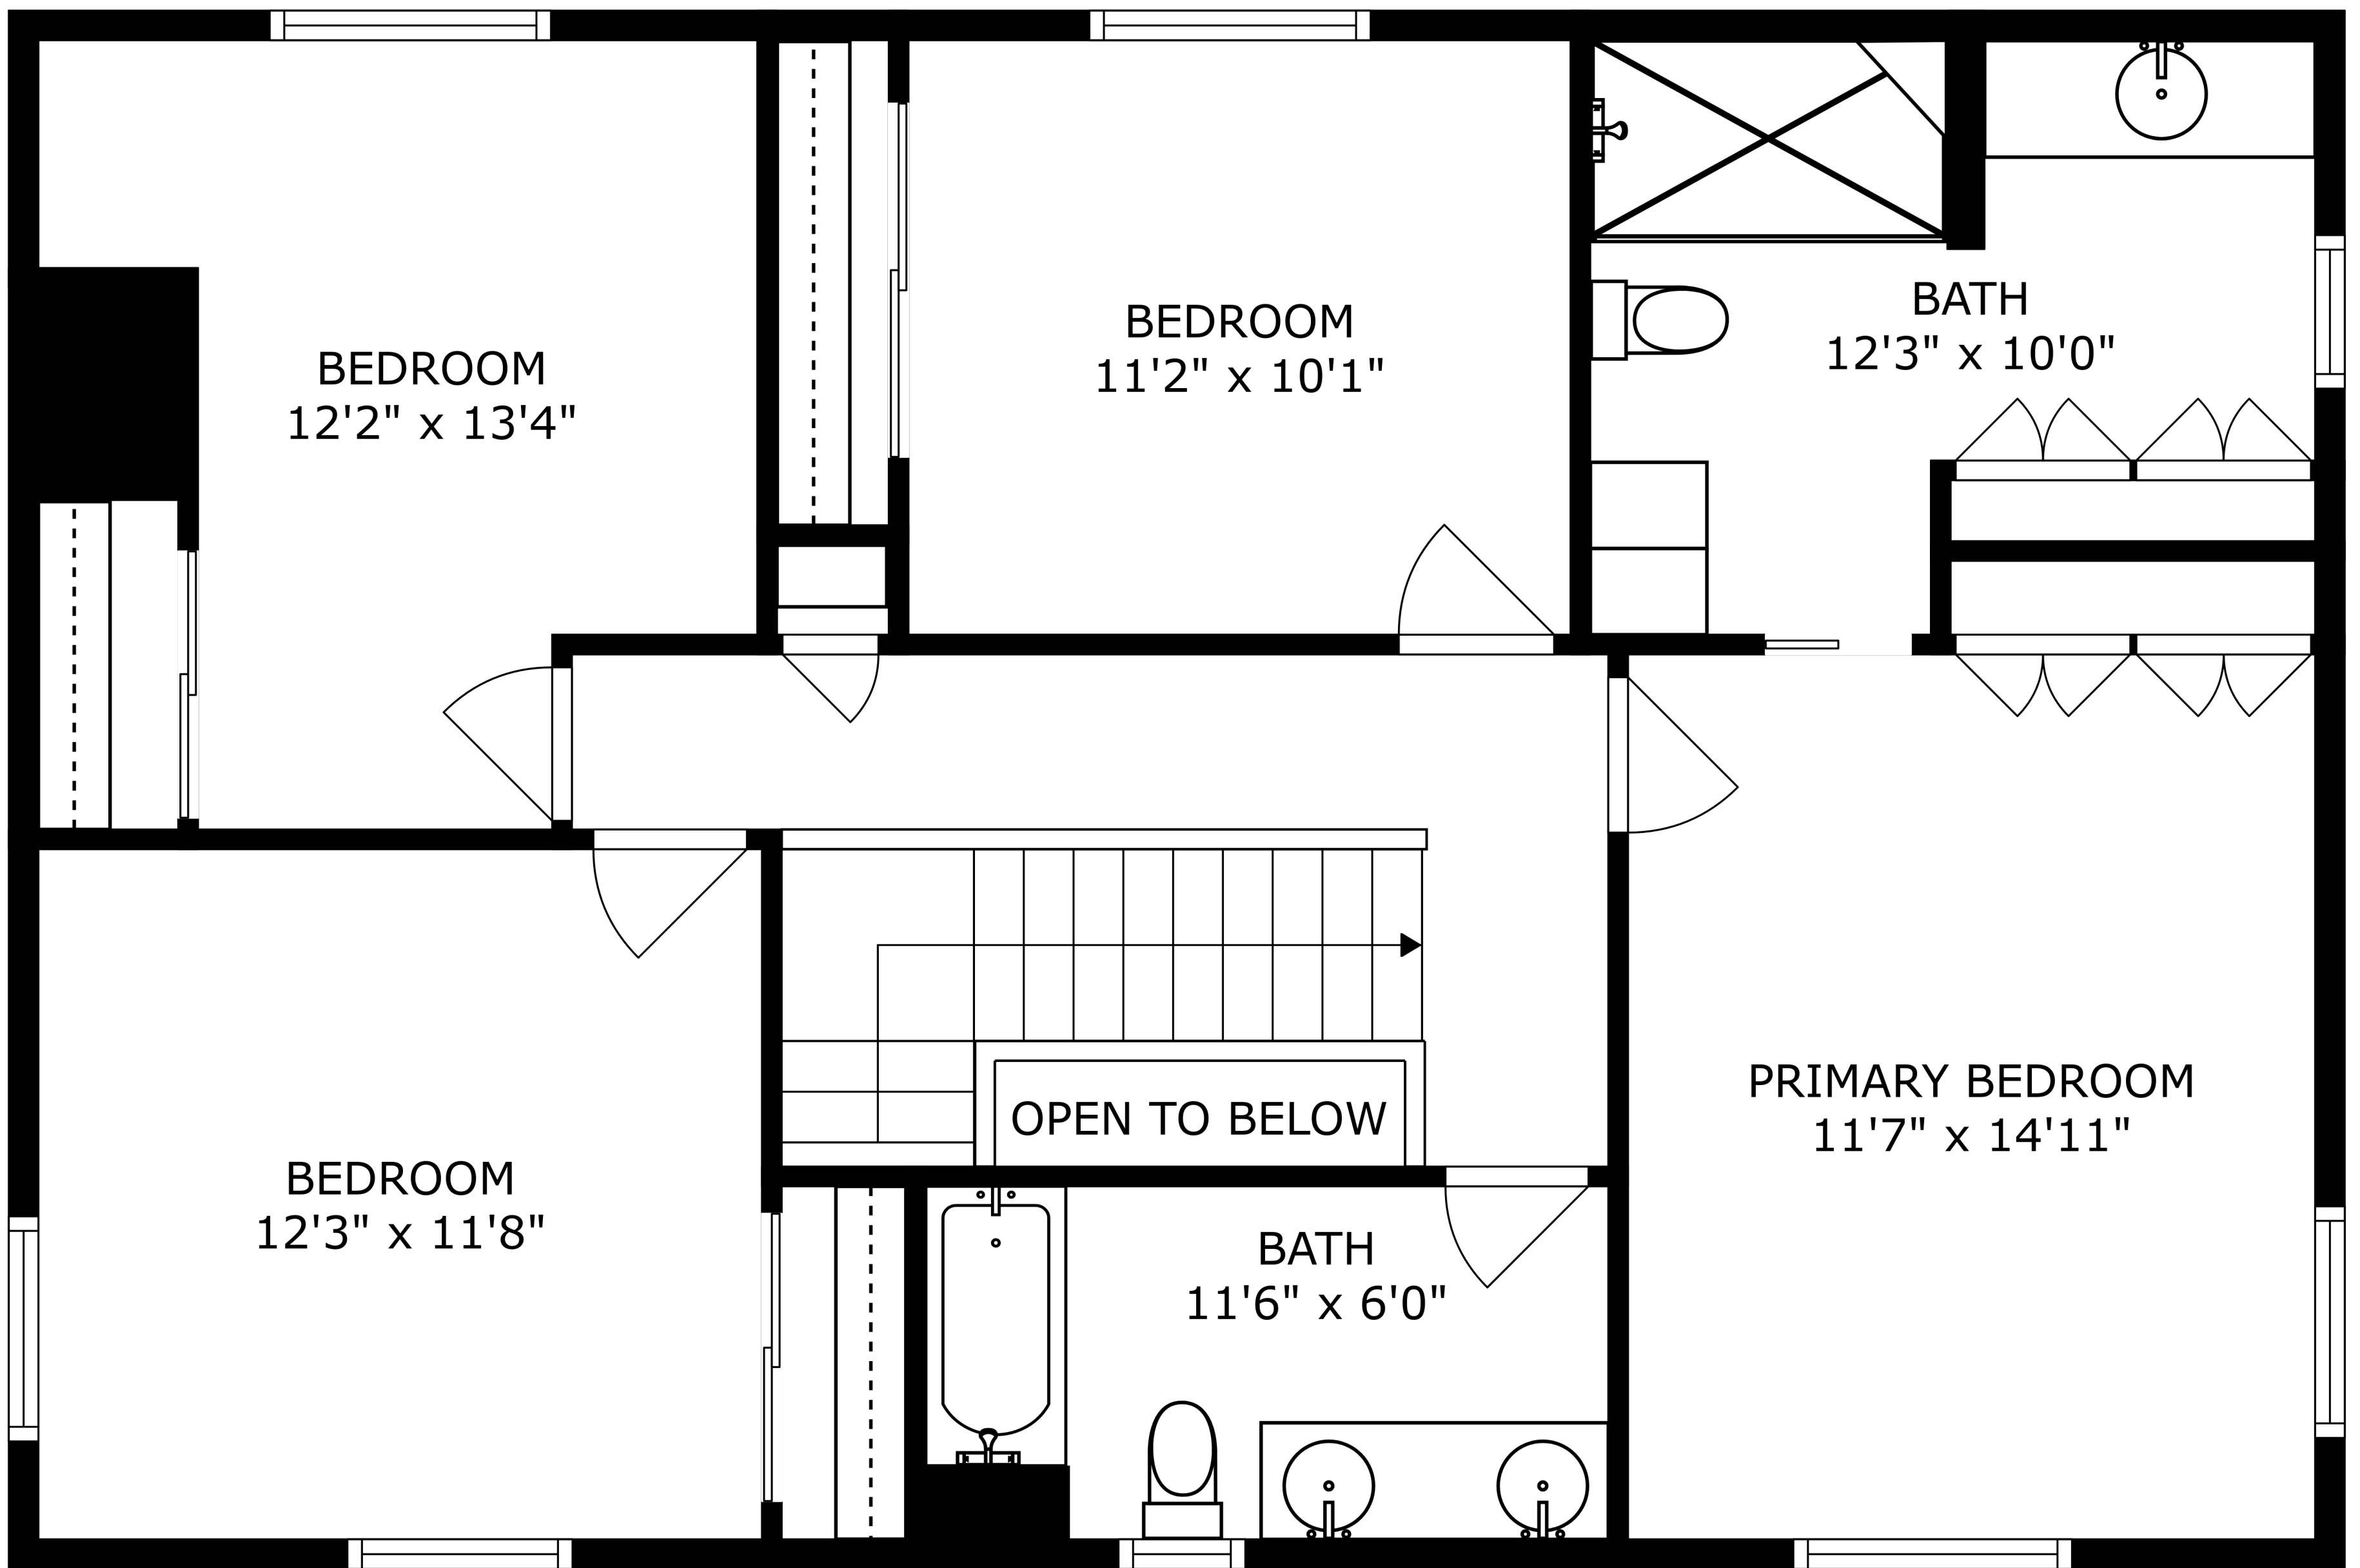 BEDROOM
12'2" x 13'4"
BEDROOM
11'2" x 10'1"
BATH
12'3" x 10'0"
BEDROOM
12'3" x 11'8"
OPEN TO BELOW
BATH
11'6" x 6'0"
PRIMARY BEDROOM
11'7" x 14'11"